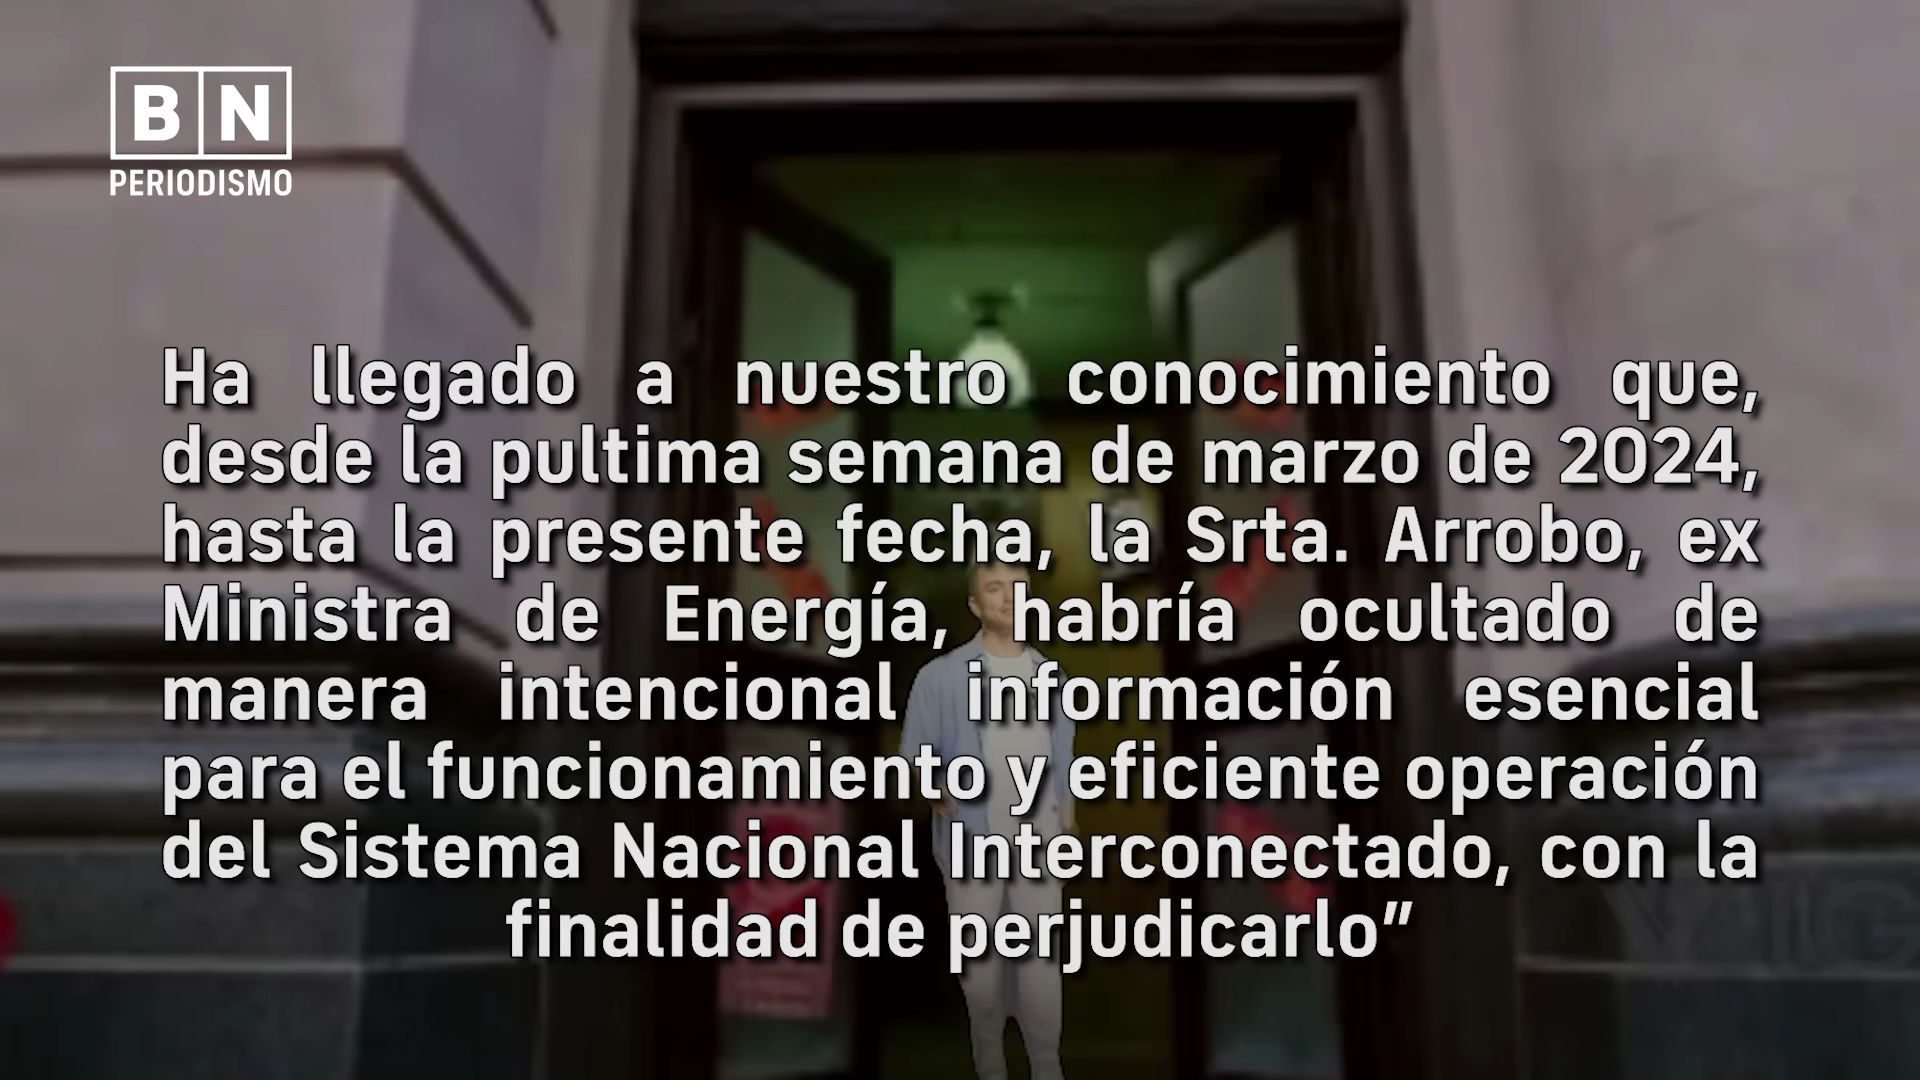 BN
PERIODISMO
Ha llegado a nuestro conocimiento que,
desde la pultima semana de marzo de 2024,
hasta la presente fecha, la Srta. Arrobo, ex
Ministra de Energía, habría ocultado de
manera intencional información esencial
para el funcionamiento y eficiente operación
del Sistema Nacional Interconectado, con la
finalidad de perjudicarlo”